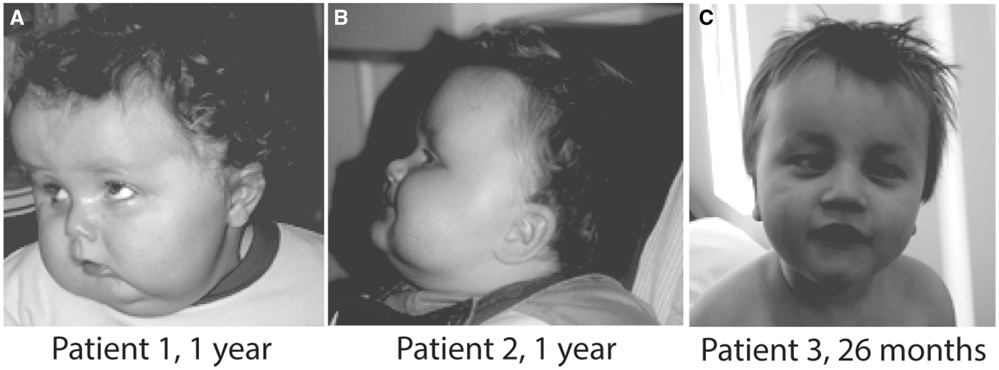 A
B
C
Patient 1, 1 year
Patient 2, 1 year
Patient 3, 26 months